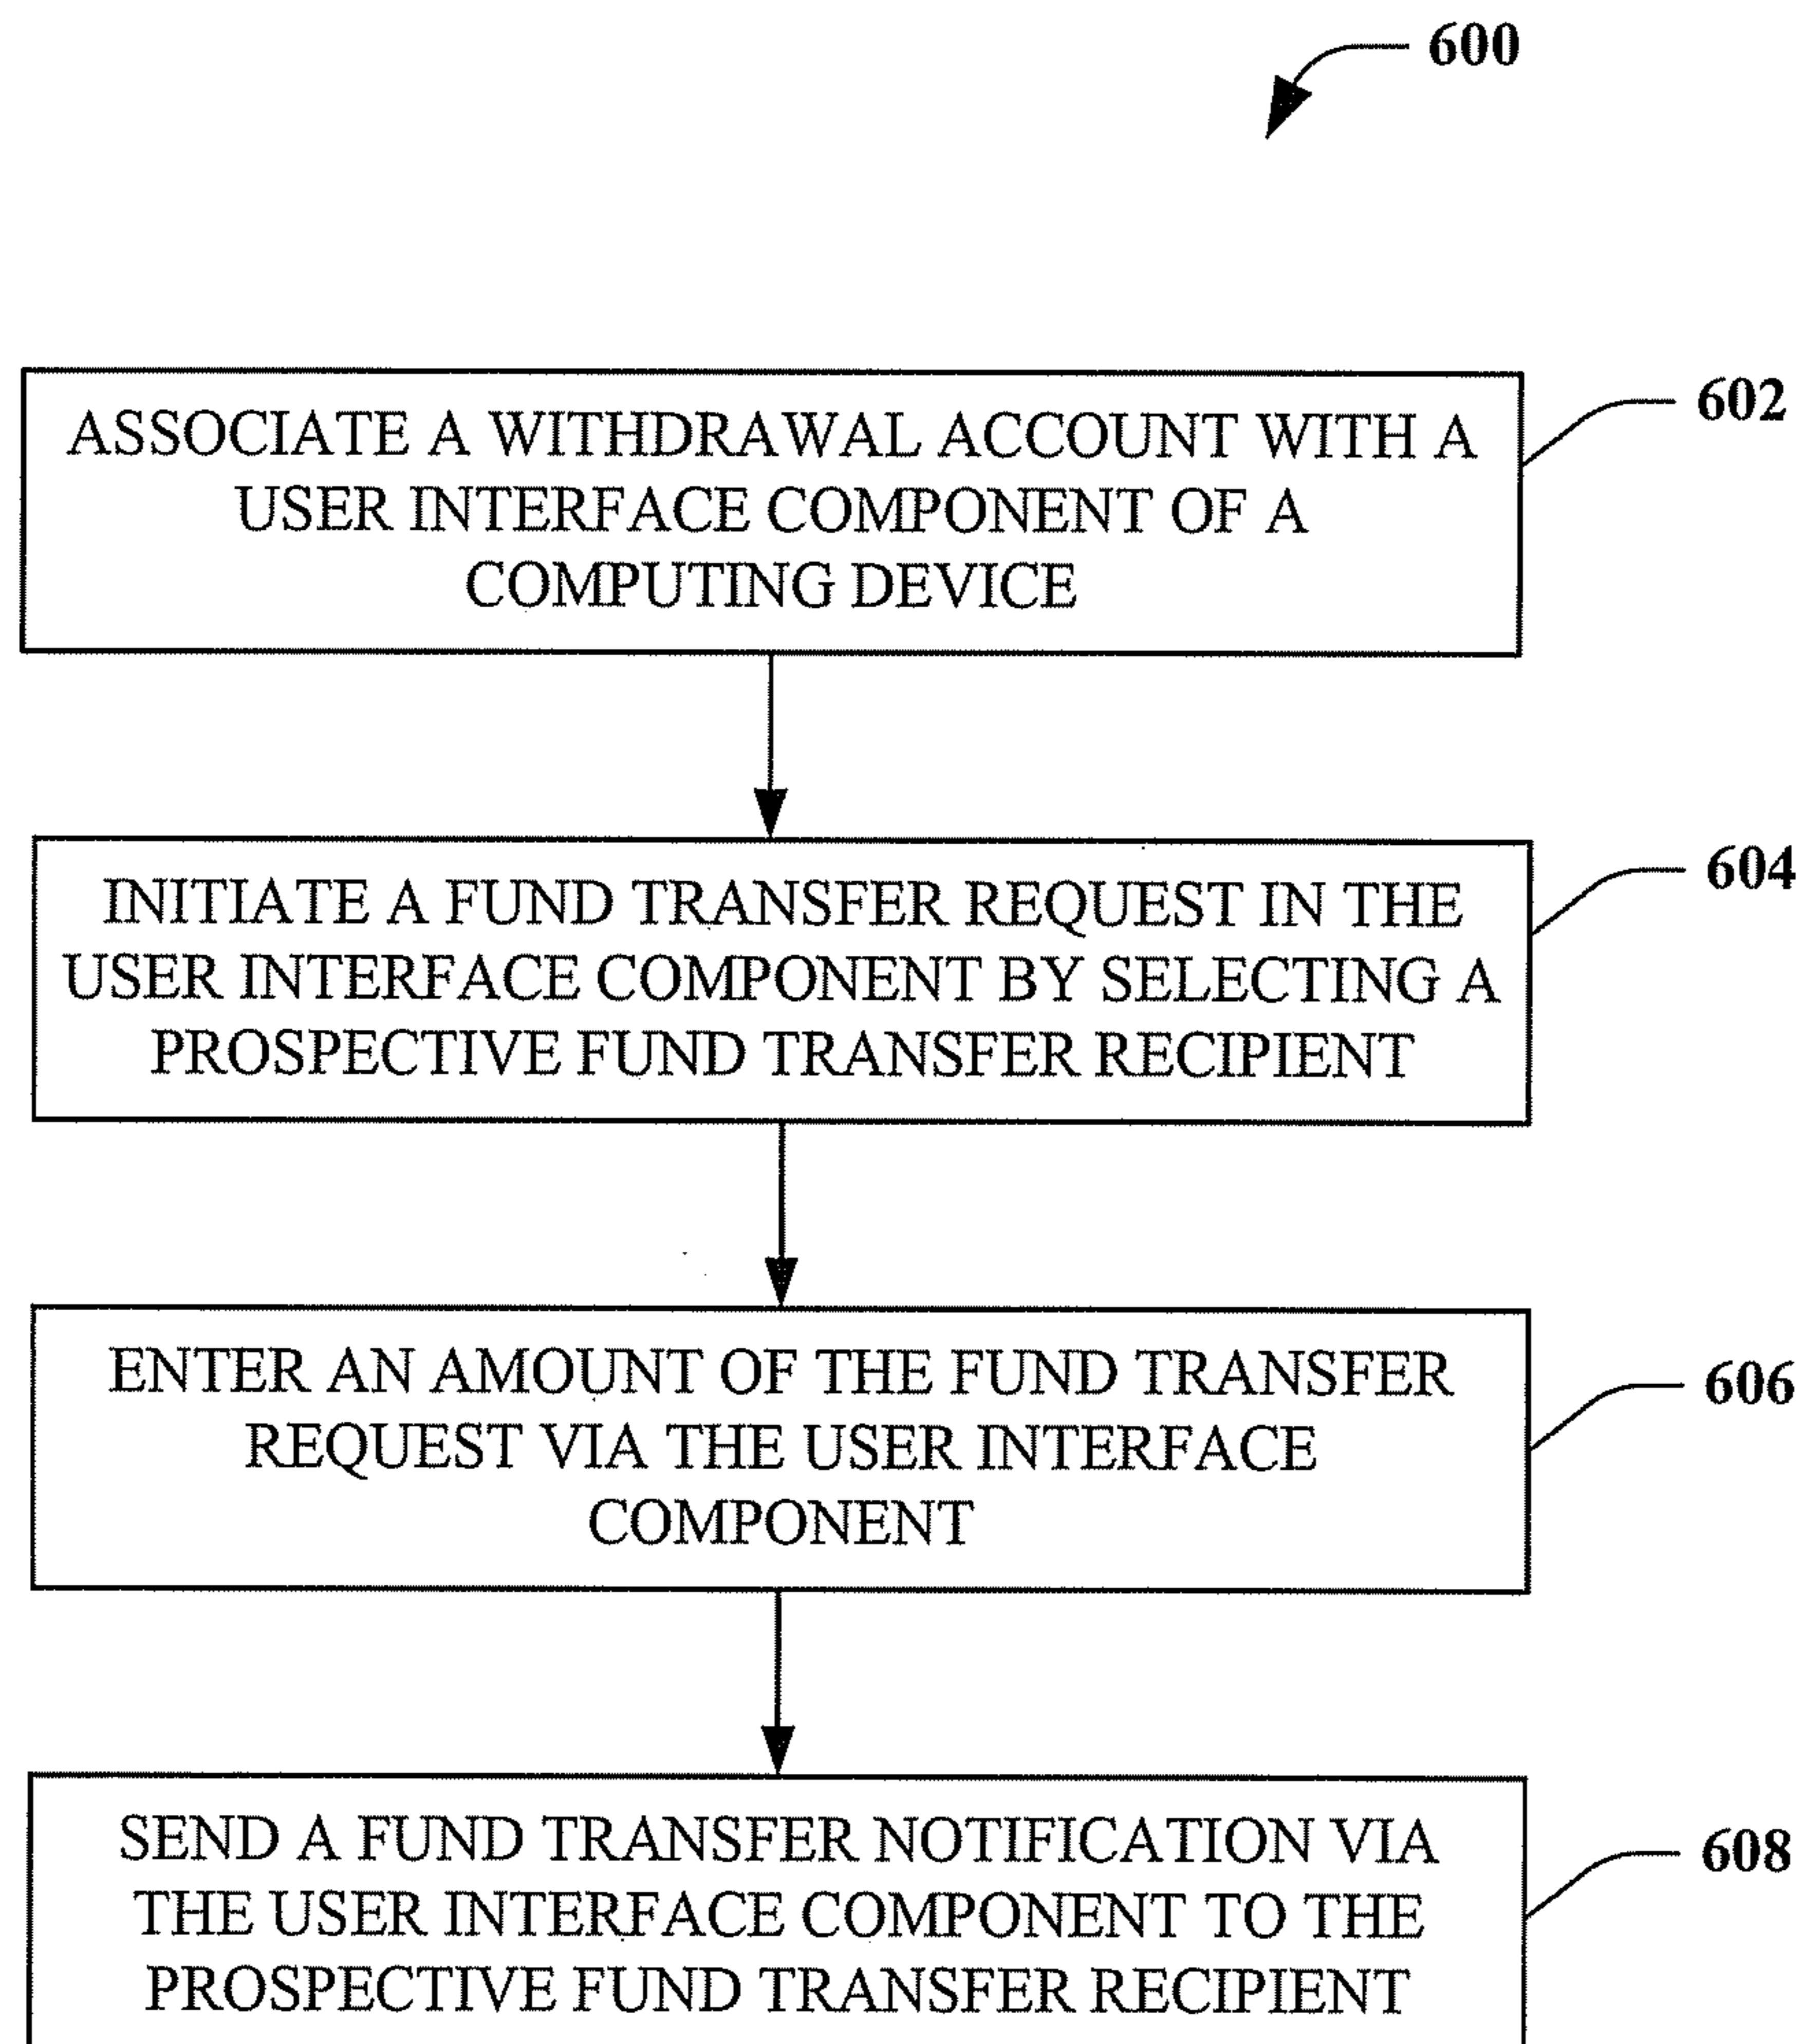 600
602
ASSOCIATE A WITHDRAWAL ACCOUNT WITH A
USER INTERFACE COMPONENT OF A
COMPUTING DEVICE
604
INITIATE A FUND TRANSFER REQUEST IN THE
USER INTERFACE COMPONENT BY SELECTING A
PROSPECTIVE FUND TRANSFER RECIPIENT
606
ENTER AN AMOUNT OF THE FUND TRANSFER
REQUEST VIA THE USER INTERFACE
COMPONENT
608
SEND A FUND TRANSFER NOTIFICATION VIA
THE USER INTERFACE COMPONENT TO THE
PROSPECTIVE FUND TRANSFER RECIPIENT